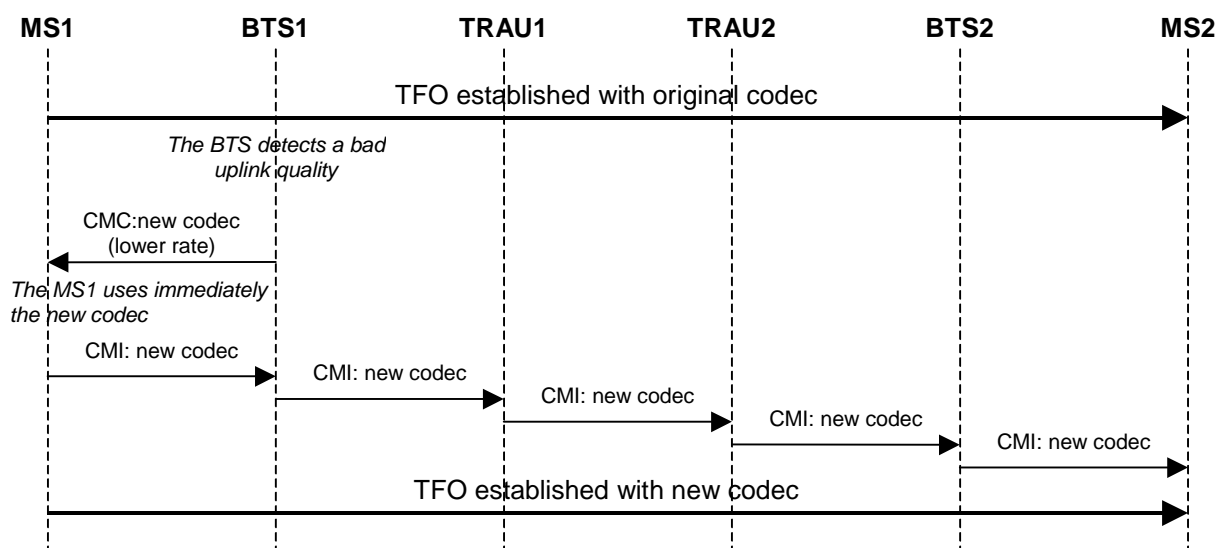 MS1 BTS1 TRAU1 TRAU2 BTS2 MS2
TFO established with original codec
The BTS detects a bad
uplink quality
CMC:new codec
(lower rate)
The MS1 uses immediately
the new codec
CMI: new codec
CMI: new codec
CMI: new codec
CMI: new codec
CMI: new codec
TFO established with new codec